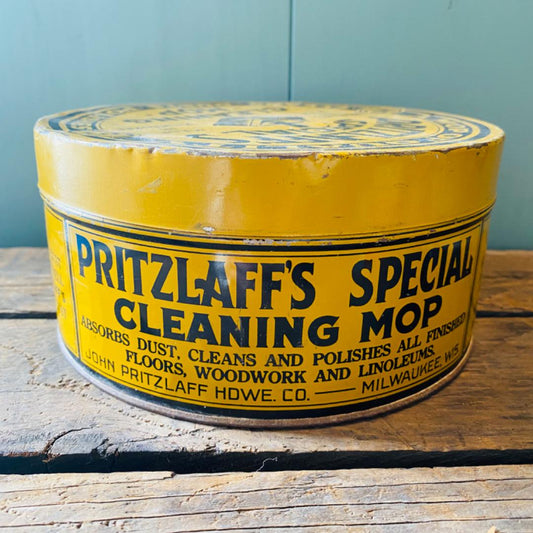 PRITZLAFF'S SPECIAL
CLEANING MOP
ABSORBS DUST, CLEANS AND POLISHES ALL FINISHED
FLOORS, WOODWORK AND LINOLEUMS.
JOHN PRITZLAFF HDWE. CO. — MILWAUKEE, WIS